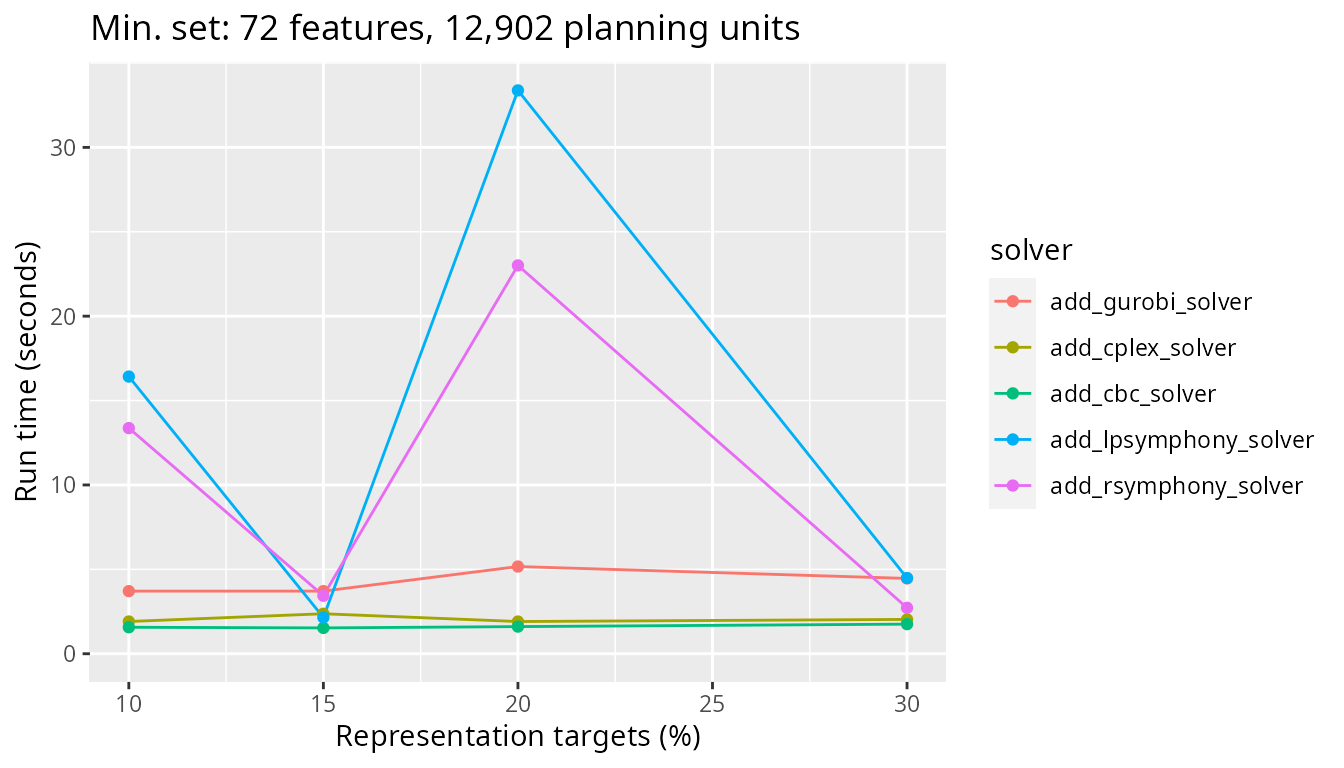 Min. set: 72 features, 12,902 planning units
Run time (seconds)
30
20
10
0
10 15 20 25 30
Representation targets (%)
solver
add_gurobi_solver
add_cplex_solver
add_cbc_solver
add_lpsymphony_solver
add_rsymphony_solver